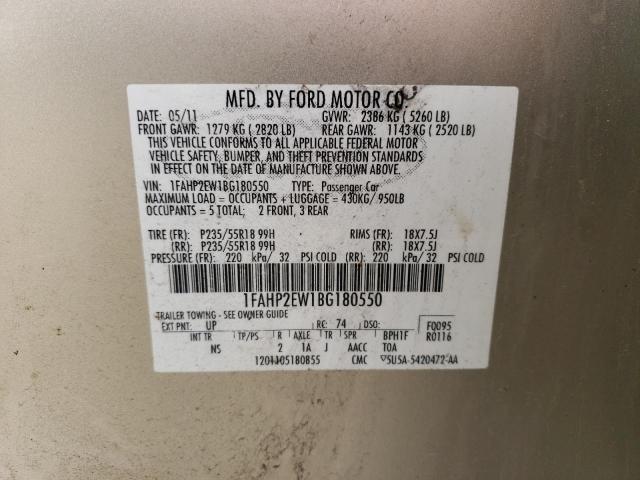 MFD. BY FORD MOTOR CO.
DATE: 05/11 GVWR: 2386 KG ( 5260 LB)
FRONT GAWR: 1279 KG ( 2820 LB) REAR GAWR: 1143 KG ( 2520 LB)
THIS VEHICLE CONFORMS TO ALL APPLICABLE FEDERAL MOTOR
VEHICLE SAFETY, BUMPER, AND THEFT PREVENTION STANDARDS
IN EFFECT ON THE DATE OF MANUFACTURE SHOWN ABOVE.
VIN: 1FAHP2EW1BG180550 TYPE: Passenger Car
MAXIMUM LOAD = OCCUPANTS + LUGGAGE = 430KG/ 950LB
OCCUPANTS = 5 TOTAL; 2 FRONT, 3 REAR
TIRE (FR): P235/55R18 99H RIMS (FR): 18X7.5J
(RR): P235/55R18 99H (RR): 18X7.5J
PRESSURE (FR): 220 kPa/ 32 PSI COLD (RR): 220 kPa/ 32 PSI COLD
1FAHP2EW1BG180550
TRAILER TOWING - SEE OWNER GUIDE
EXT PNT: UP RC: 74 DSO: F0095
INT TR TP/PS R AXLE TR SPR BPH1F R0116
NS 2 1A J AACC TOA
CMC 5U5A-5420472-AA